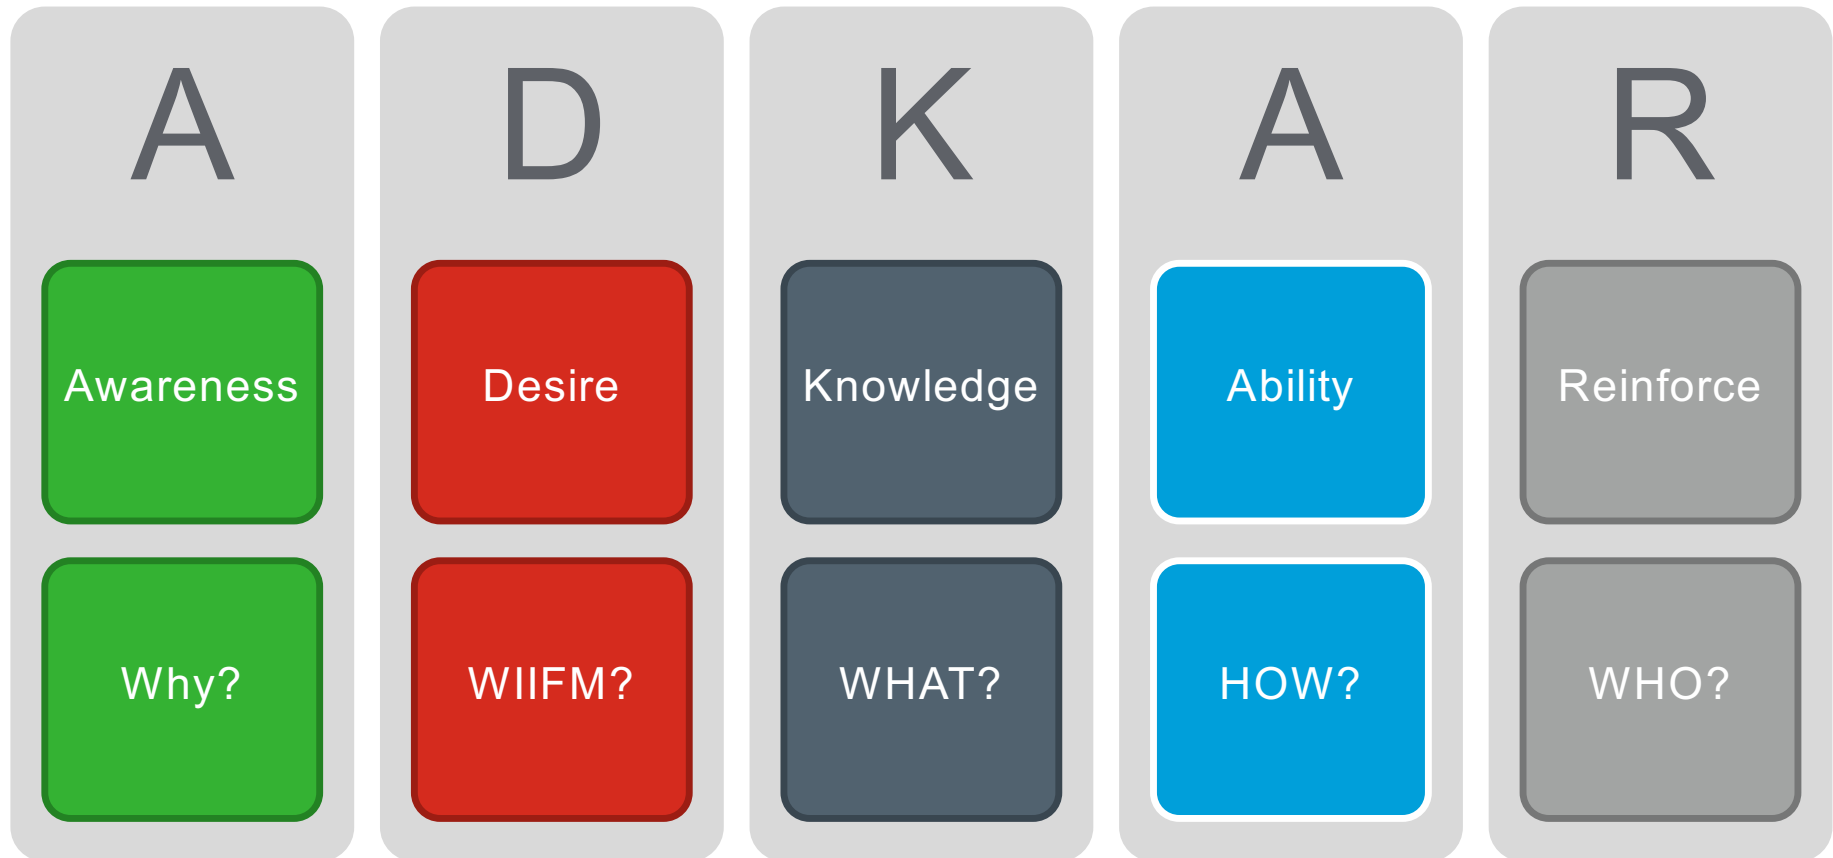 A
Awareness
Why?
D
Desire
WIIFM?
K
Knowledge
WHAT?
A
Ability
HOW?
R
Reinforce
WHO?